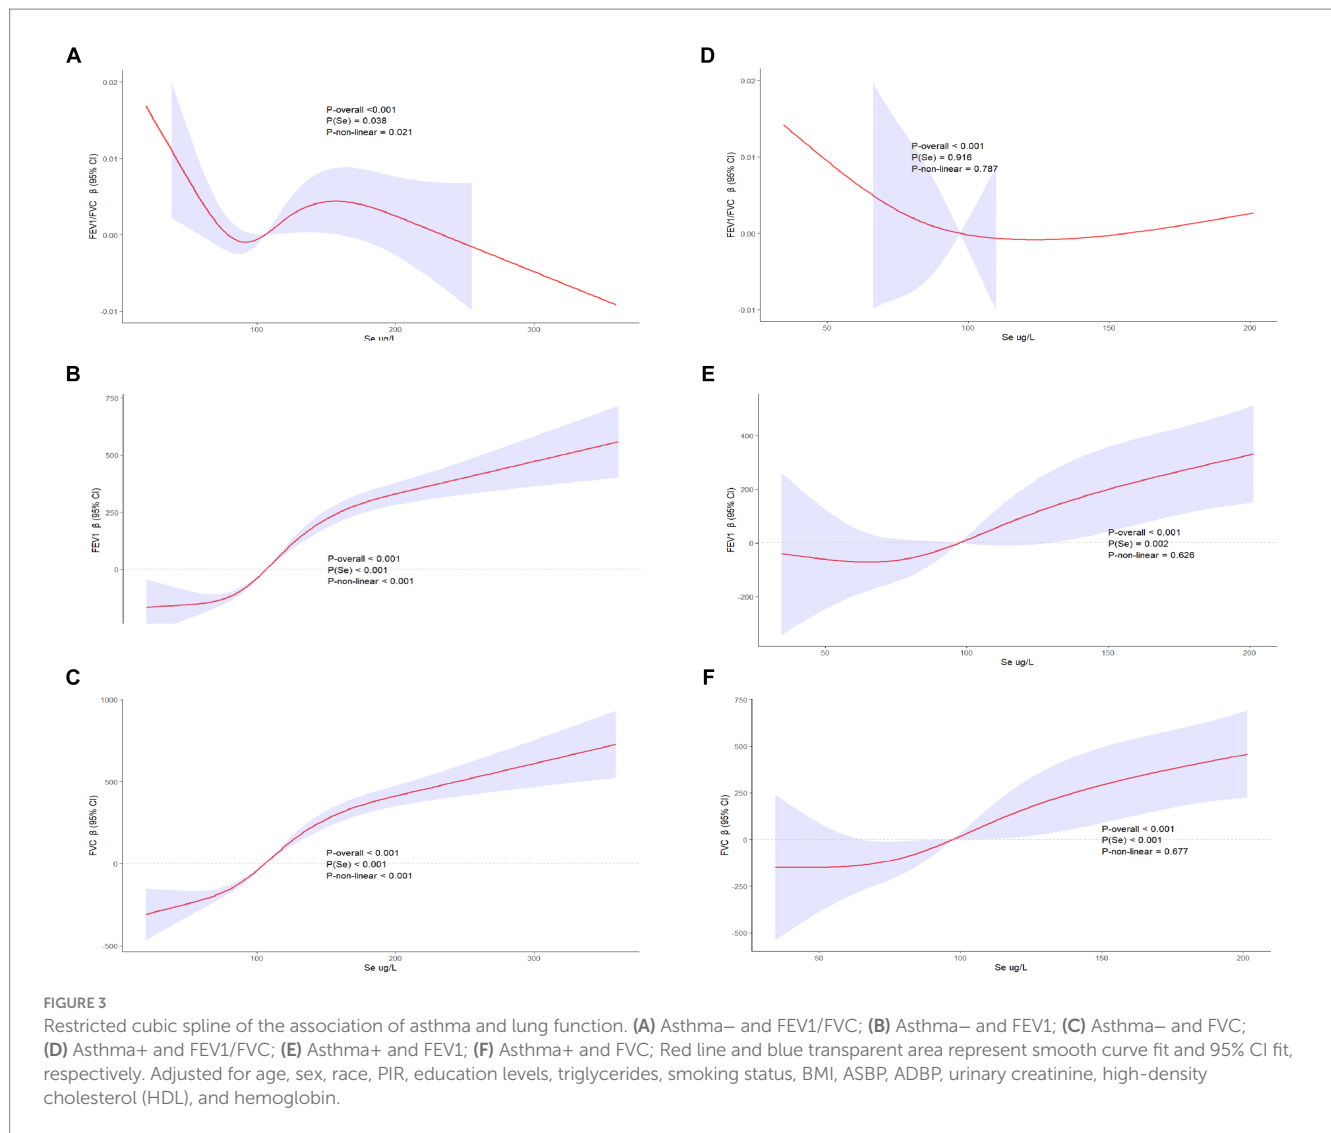 A
0.02
0.01
0.00
-0.01
FEV1/FVC β (95% CI)
P-overall <0.001
P(Se) = 0.038
P-non-linear = 0.021
100
200
300
Se ug/L
D
0.02
0.01
0.00
-0.01
FEV1/FVC β (95% CI)
P-overall < 0.001
P(Se) = 0.916
P-non-linear = 0.787
50
100
150
200
Se ug/L
B
750
500
250
0
FEV1 β (95% CI)
P-overall < 0.001
P(Se) < 0.001
P-non-linear < 0.001
E
400
200
0
-200
FEV1 β (95% CI)
P-overall < 0.001
P(Se) = 0.002
P-non-linear = 0.626
50
100
150
200
Se ug/L
C
1000
500
0
-500
FVC β (95% CI)
P-overall < 0.001
P(Se) < 0.001
P-non-linear < 0.001
100
200
300
Se ug/L
F
750
500
250
0
-250
-500
FVC β (95% CI)
P-overall < 0.001
P(Se) < 0.001
P-non-linear = 0.677
50
100
150
200
Se ug/L
FIGURE 3
Restricted cubic spline of the association of asthma and lung function. (A) Asthma− and FEV1/FVC; (B) Asthma− and FEV1; (C) Asthma− and FVC;
(D) Asthma+ and FEV1/FVC; (E) Asthma+ and FEV1; (F) Asthma+ and FVC; Red line and blue transparent area represent smooth curve fit and 95% CI fit,
respectively. Adjusted for age, sex, race, PIR, education levels, triglycerides, smoking status, BMI, ASBP, ADBP, urinary creatinine, high-density
cholesterol (HDL), and hemoglobin.